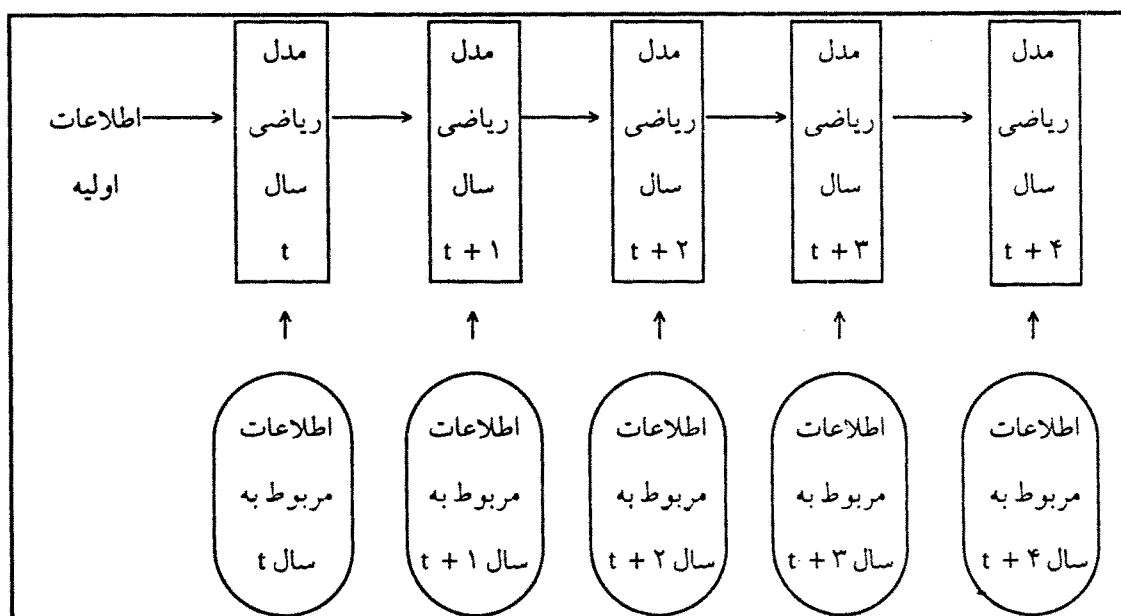 اطلاعات
اولیه
مدل
ریاضی
سال
t
مدل
ریاضی
سال
t + ۱
مدل
ریاضی
سال
t + ۲
مدل
ریاضی
سال
t + ۳
مدل
ریاضی
سال
t + ۴
اطلاعات
مربوط به
سال t
اطلاعات
مربوط به
سال t + ۱
اطلاعات
مربوط به
سال t + ۲
اطلاعات
مربوط به
سال t + ۳
اطلاعات
مربوط به
سال t + ۴